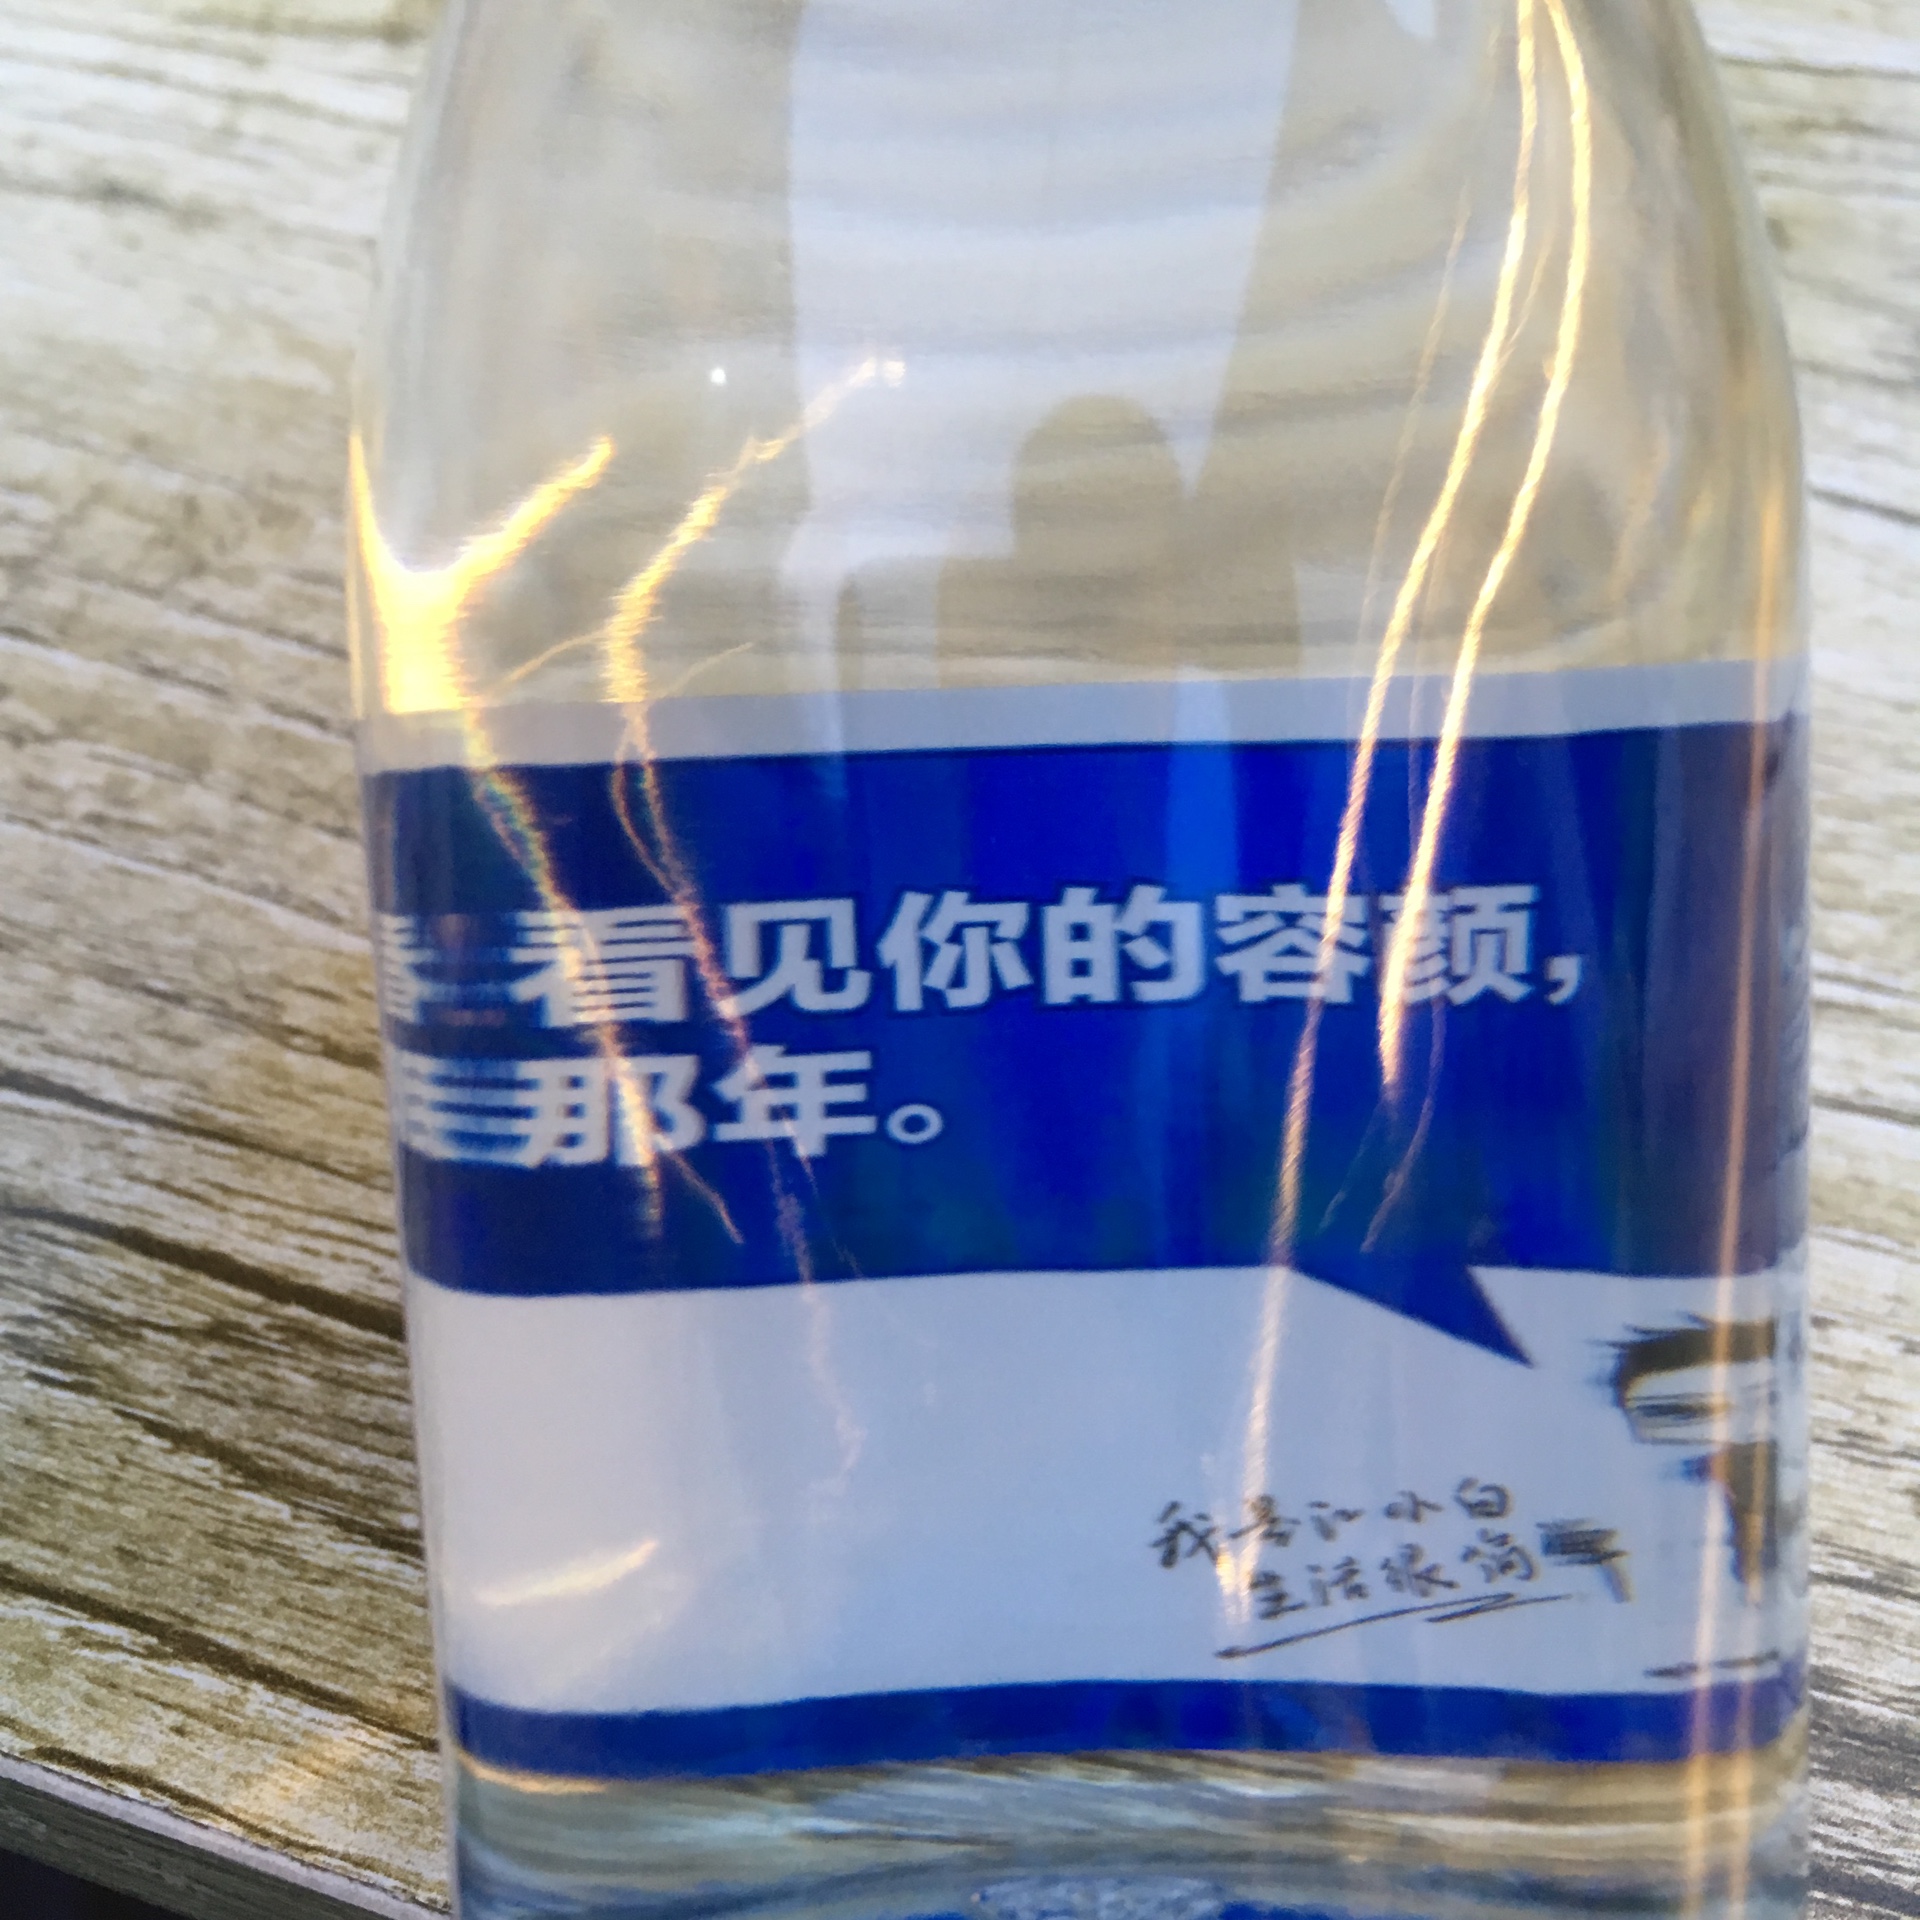 看见你的容颜，
那年。
我是江小白
生活很简单